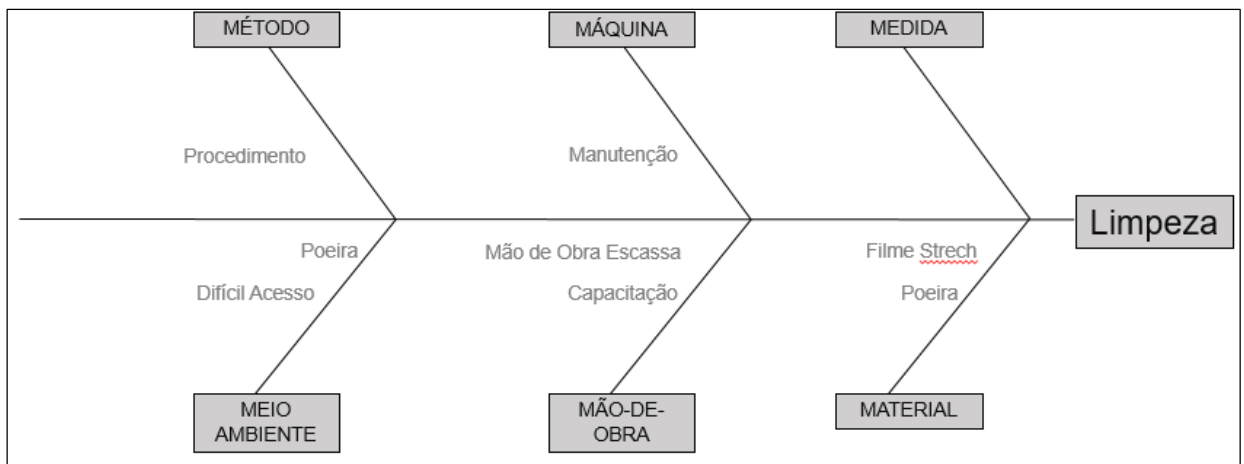 MÉTODO
MÁQUINA
MEDIDA
Procedimento
Manutenção
Limpeza
Poeira
Mão de Obra Escassa
Filme Strech
Difícil Acesso
Capacitação
Poeira
MEIO
AMBIENTE
MÃO-DE-
OBRA
MATERIAL